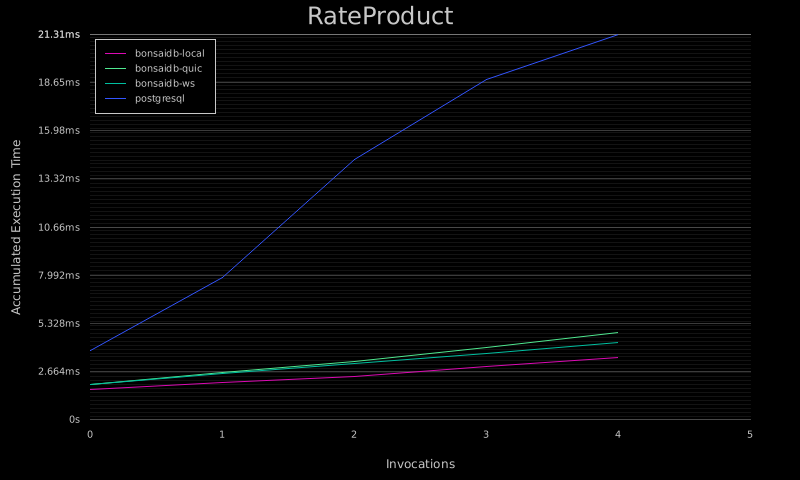 RateProduct
21.31ms
18.65ms
15.98ms
13.32ms
10.66ms
7.992ms
5.328ms
2.664ms
0s
bonsaidb-local
bonsaidb-quic
bonsaidb-ws
postgresql
Accumulated Execution Time
0 1 2 3 4 5
Invocations